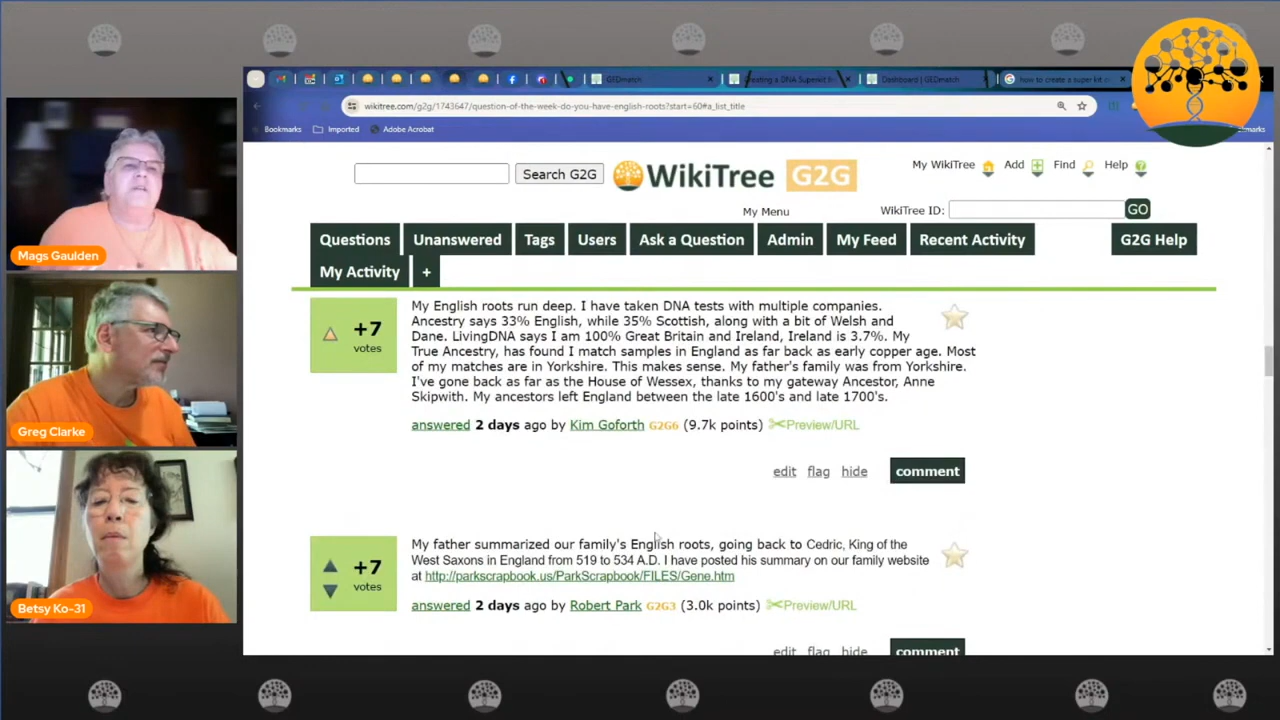 GEDmatch
Creating a DNA Superkit
Dashboard | GEDmatch
how to create a super kit
wikitree.com/g2g/1743647/question-of-the-week-do-you-have-english-roots?start=60#a_list_title
Bookmarks
Imported
Adobe Acrobat
Search G2G
WikiTree G2G
My WikiTree
Add
Find
Help
My Menu
WikiTree ID:
GO
Questions
Unanswered
Tags
Users
Ask a Question
Admin
My Feed
Recent Activity
G2G Help
My Activity
+
+7
votes
My English roots run deep. I have taken DNA tests with multiple companies.
Ancestry says 33% English, while 35% Scottish, along with a bit of Welsh and
Dane. LivingDNA says I am 100% Great Britain and Ireland, Ireland is 3.7%. My
True Ancestry, has found I match samples in England as far back as early copper age. Most
of my matches are in Yorkshire. This makes sense. My father's family was from Yorkshire.
I've gone back as far as the House of Wessex, thanks to my gateway Ancestor, Anne
Skipwith. My ancestors left England between the late 1600's and late 1700's.
answered 2 days ago by Kim Goforth G2G6 (9.7k points) Preview/URL
edit flag hide comment
+7
votes
My father summarized our family's English roots, going back to Cedric, King of the
West Saxons in England from 519 to 534 A.D. I have posted his summary on our family website
at http://parkscrapbook.us/ParkScrapbook/FILES/Gene.htm
answered 2 days ago by Robert Park G2G3 (3.0k points) Preview/URL
edit flag hide comment
Mags Gaulden
Greg Clarke
Betsy Ko-31